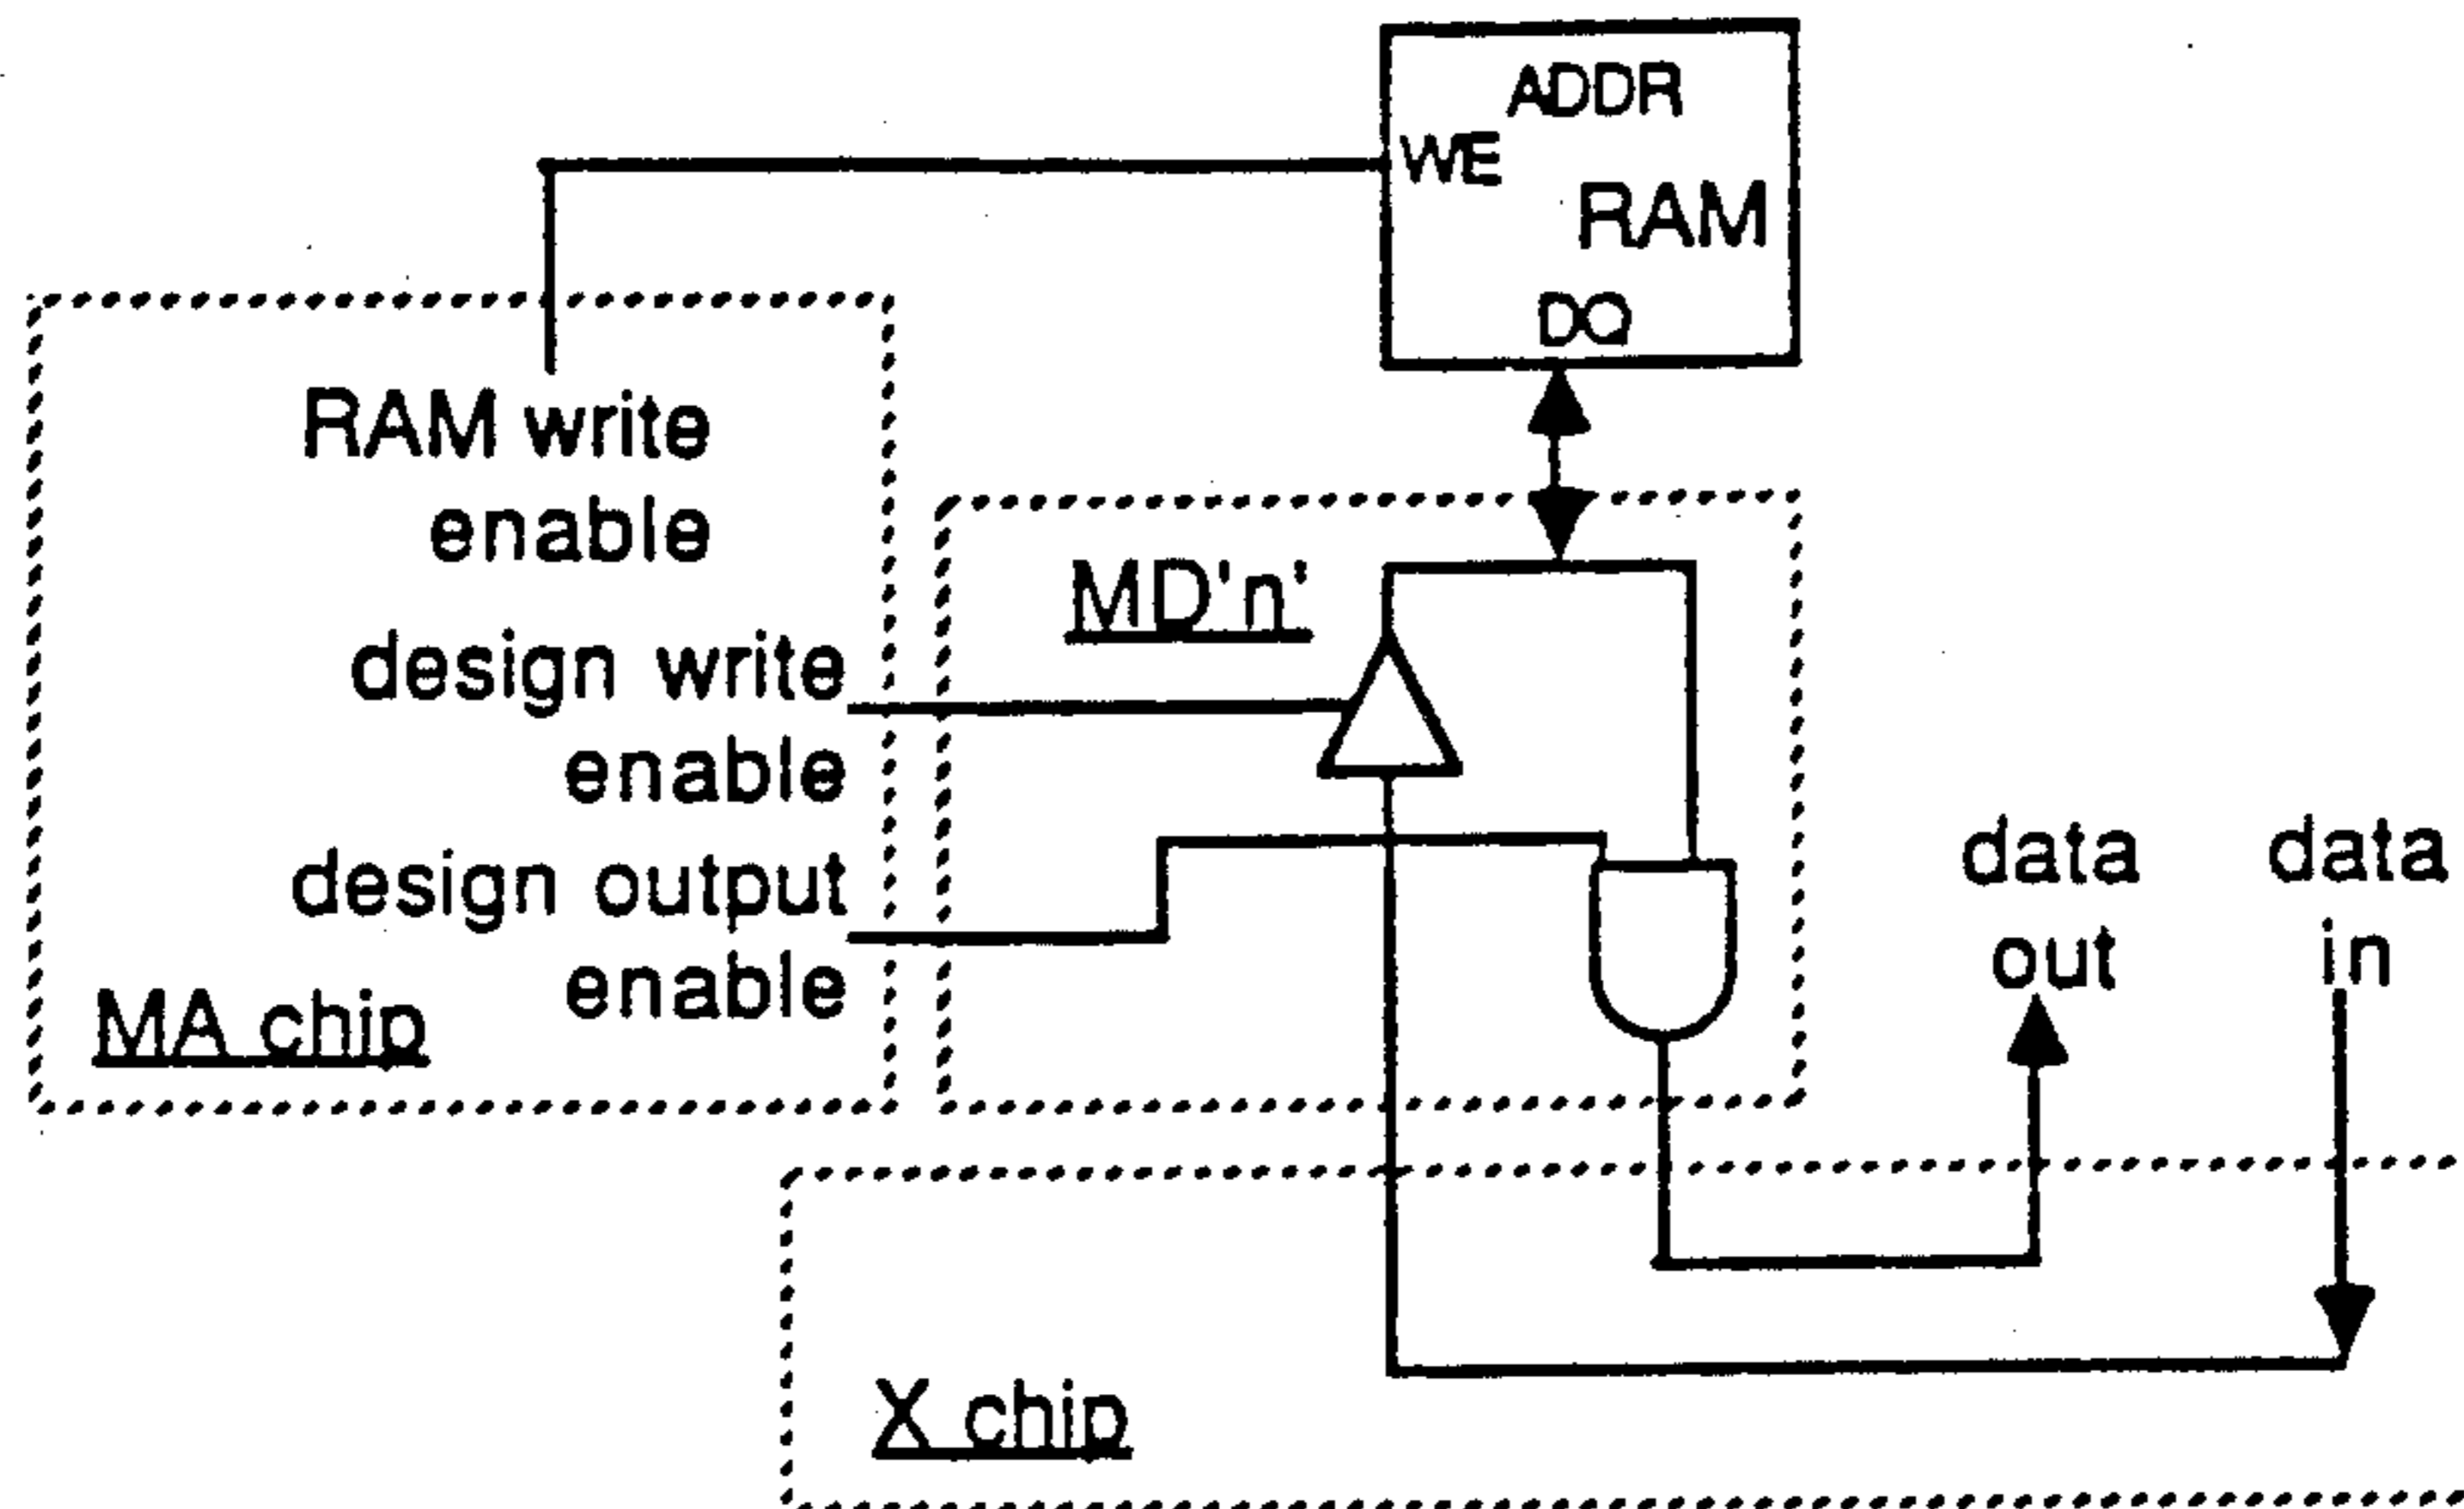 ADDR
WE
RAM
DQ
RAM write
enable
MD'n'
design write
enable
design output
enable
MA chip
data
out
data
in
X chip